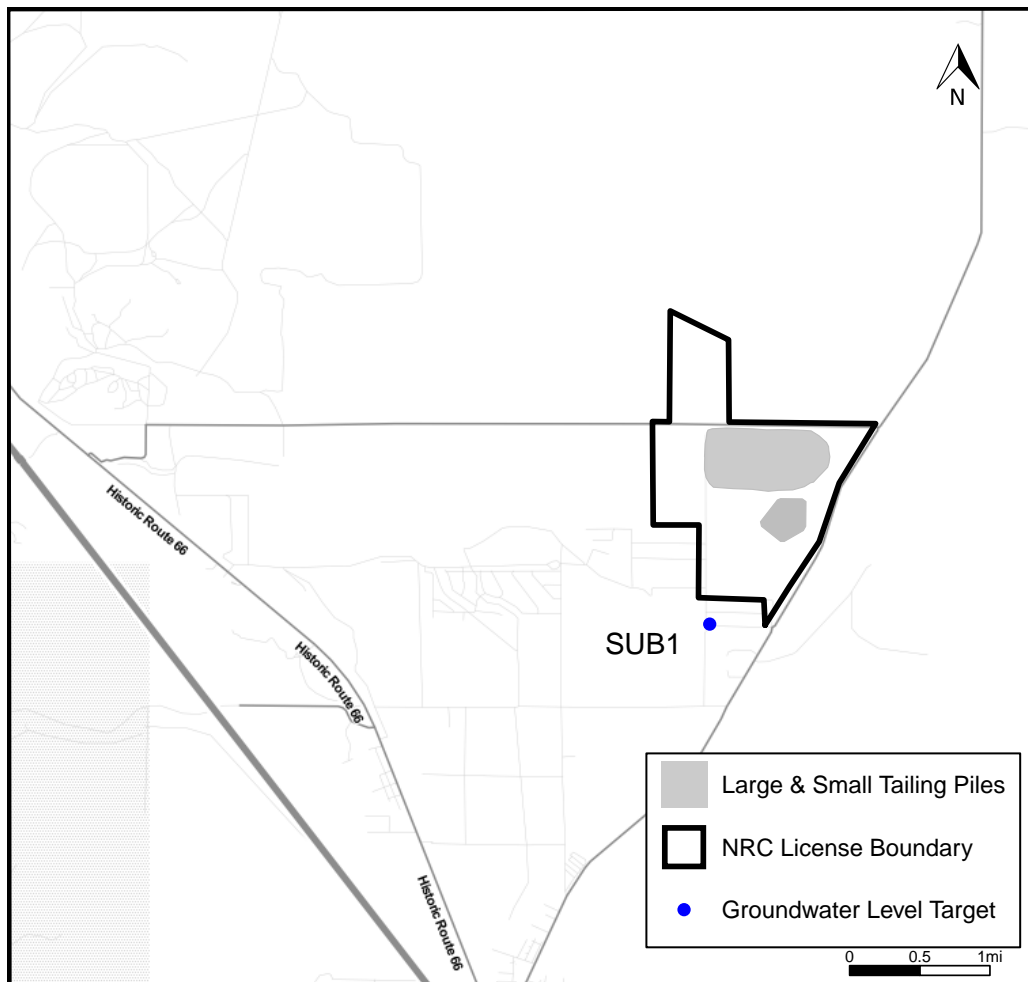 N
Historic Route 66
Historic Route 66
SUB1
Historic Route 66
Large & Small Tailing Piles
NRC License Boundary
Groundwater Level Target
0 0.5 1mi